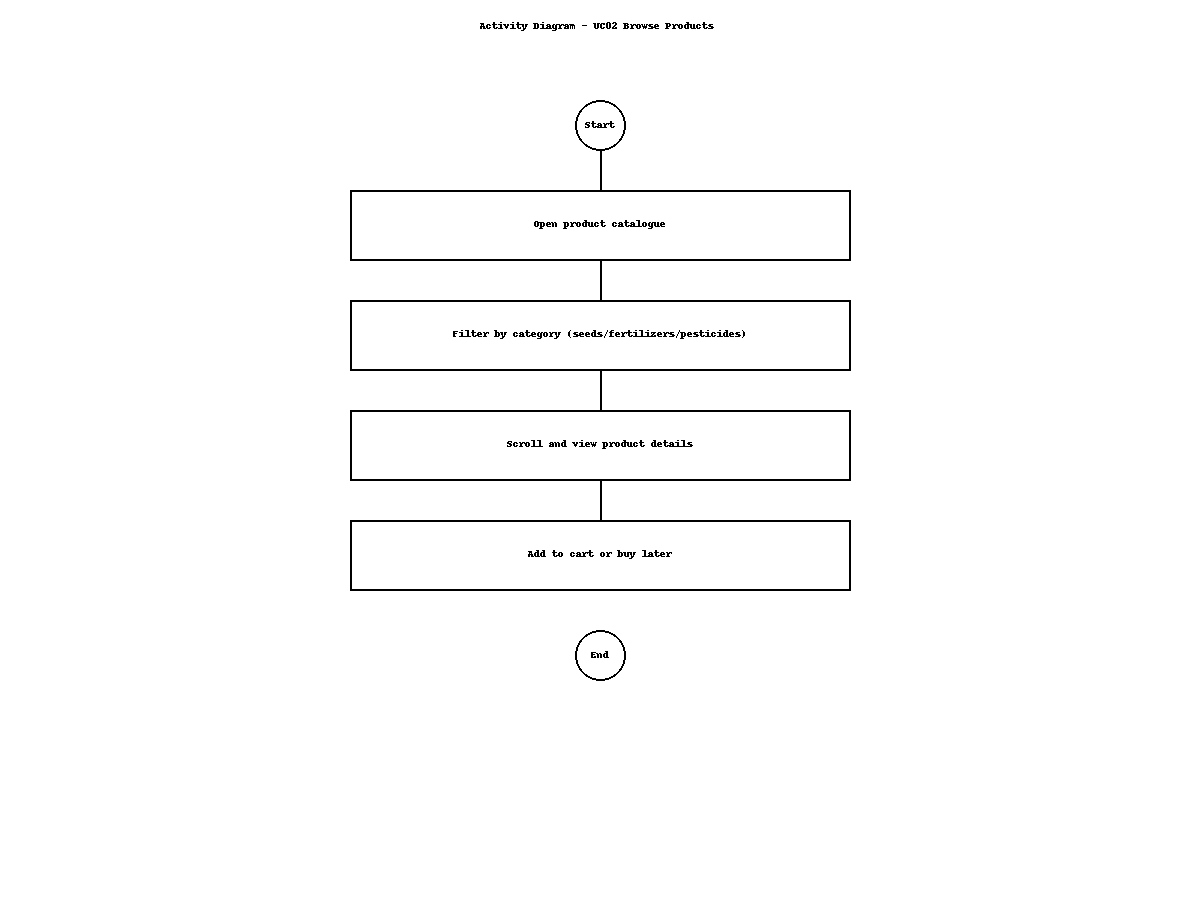 Activity Diagram - UC02 Browse Products
Start
Open product catalogue
Filter by category (seeds/fertilizers/pesticides)
Scroll and view product details
Add to cart or buy later
End